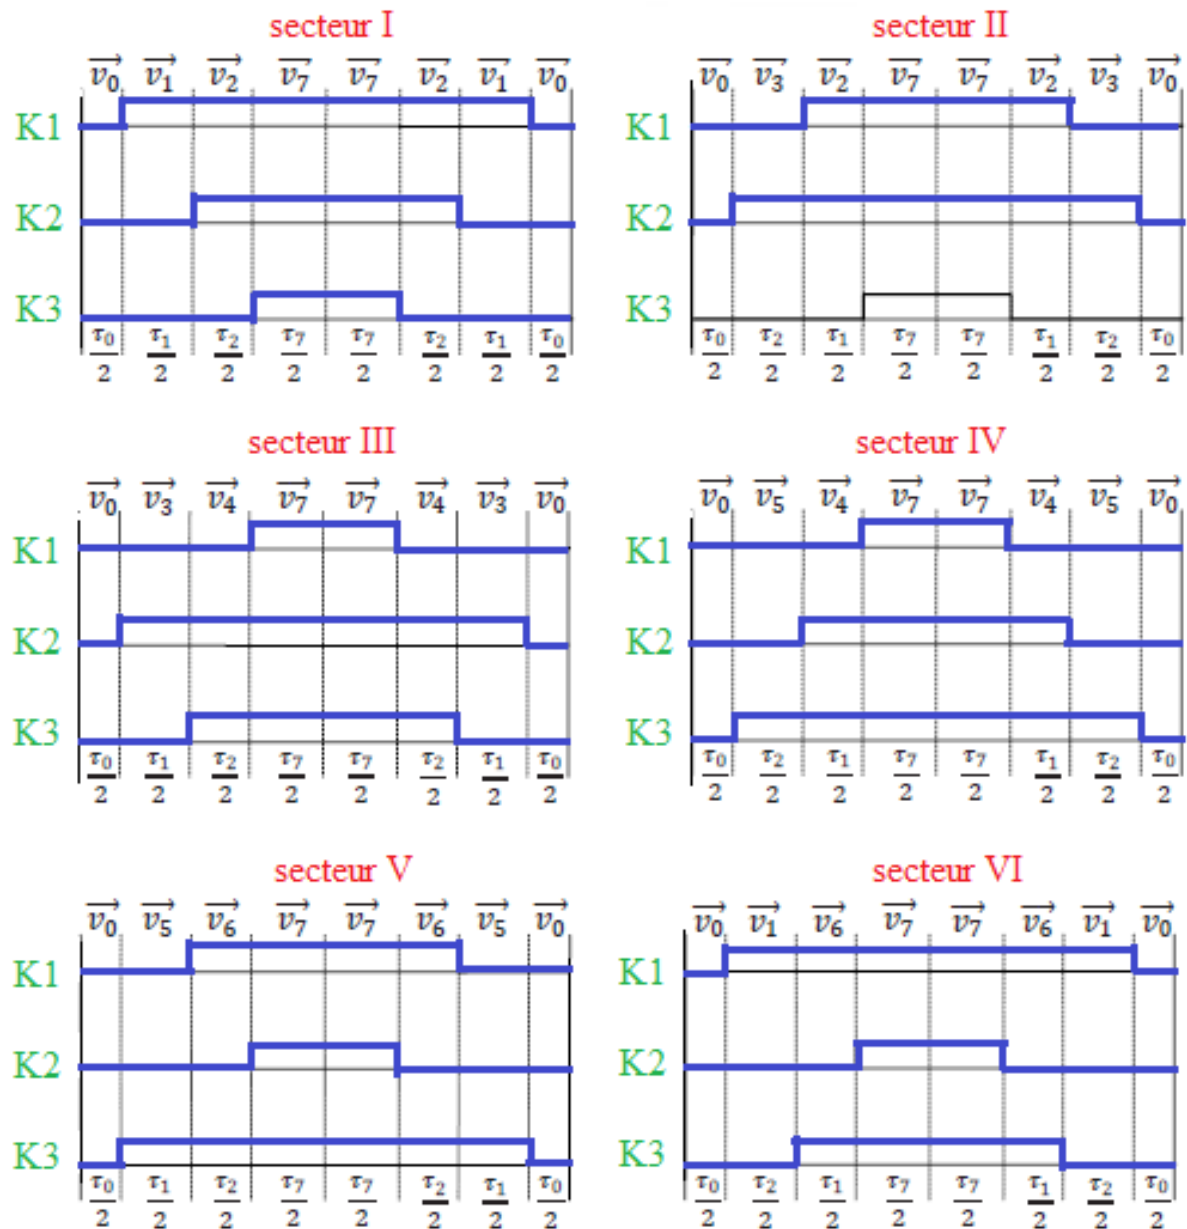 secteur I
v₀ v₁ v₂ v₇ v₇ v₂ v₁ v₀
K1
K2
K3
τ₀/2 τ₁/2 τ₂/2 τ₇/2 τ₇/2 τ₂/2 τ₁/2 τ₀/2
secteur II
v₀ v₃ v₂ v₇ v₇ v₂ v₃ v₀
K1
K2
K3
τ₀/2 τ₂/2 τ₁/2 τ₇/2 τ₇/2 τ₁/2 τ₂/2 τ₀/2
secteur III
v₀ v₃ v₄ v₇ v₇ v₄ v₃ v₀
K1
K2
K3
τ₀/2 τ₁/2 τ₂/2 τ₇/2 τ₇/2 τ₂/2 τ₁/2 τ₀/2
secteur IV
v₀ v₅ v₄ v₇ v₇ v₄ v₅ v₀
K1
K2
K3
τ₀/2 τ₂/2 τ₁/2 τ₇/2 τ₇/2 τ₁/2 τ₂/2 τ₀/2
secteur V
v₀ v₅ v₆ v₇ v₇ v₆ v₅ v₀
K1
K2
K3
τ₀/2 τ₁/2 τ₂/2 τ₇/2 τ₇/2 τ₂/2 τ₁/2 τ₀/2
secteur VI
v₀ v₁ v₆ v₇ v₇ v₆ v₁ v₀
K1
K2
K3
τ₀/2 τ₂/2 τ₁/2 τ₇/2 τ₇/2 τ₁/2 τ₂/2 τ₀/2